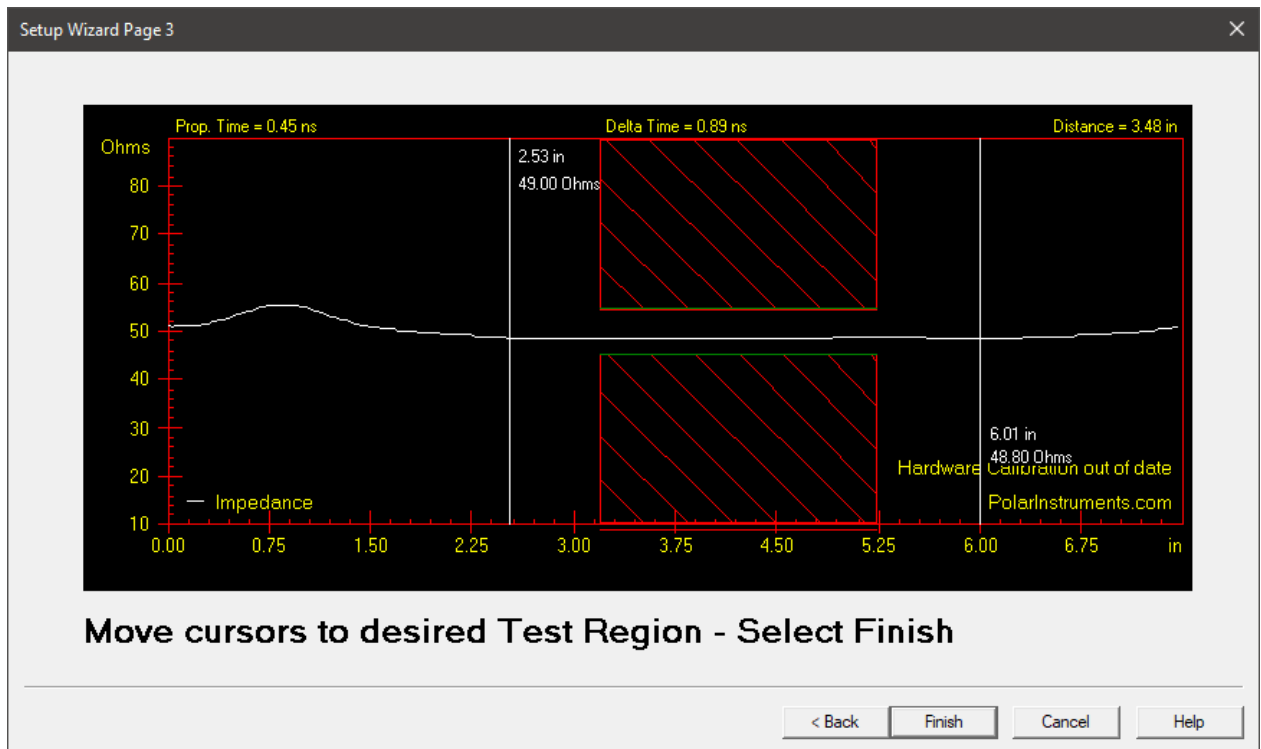 Setup Wizard Page 3
Prop. Time = 0.45 ns
Delta Time = 0.89 ns
Distance = 3.48 in
Ohms
2.53 in
49.00 Ohms
80
70
60
50
40
30
6.01 in
48.80 Ohms
20
Hardware Calibration out of date
Impedance
PolarInstruments.com
10
0.00 0.75 1.50 2.25 3.00 3.75 4.50 5.25 6.00 6.75 in
Move cursors to desired Test Region - Select Finish
< Back Finish Cancel Help